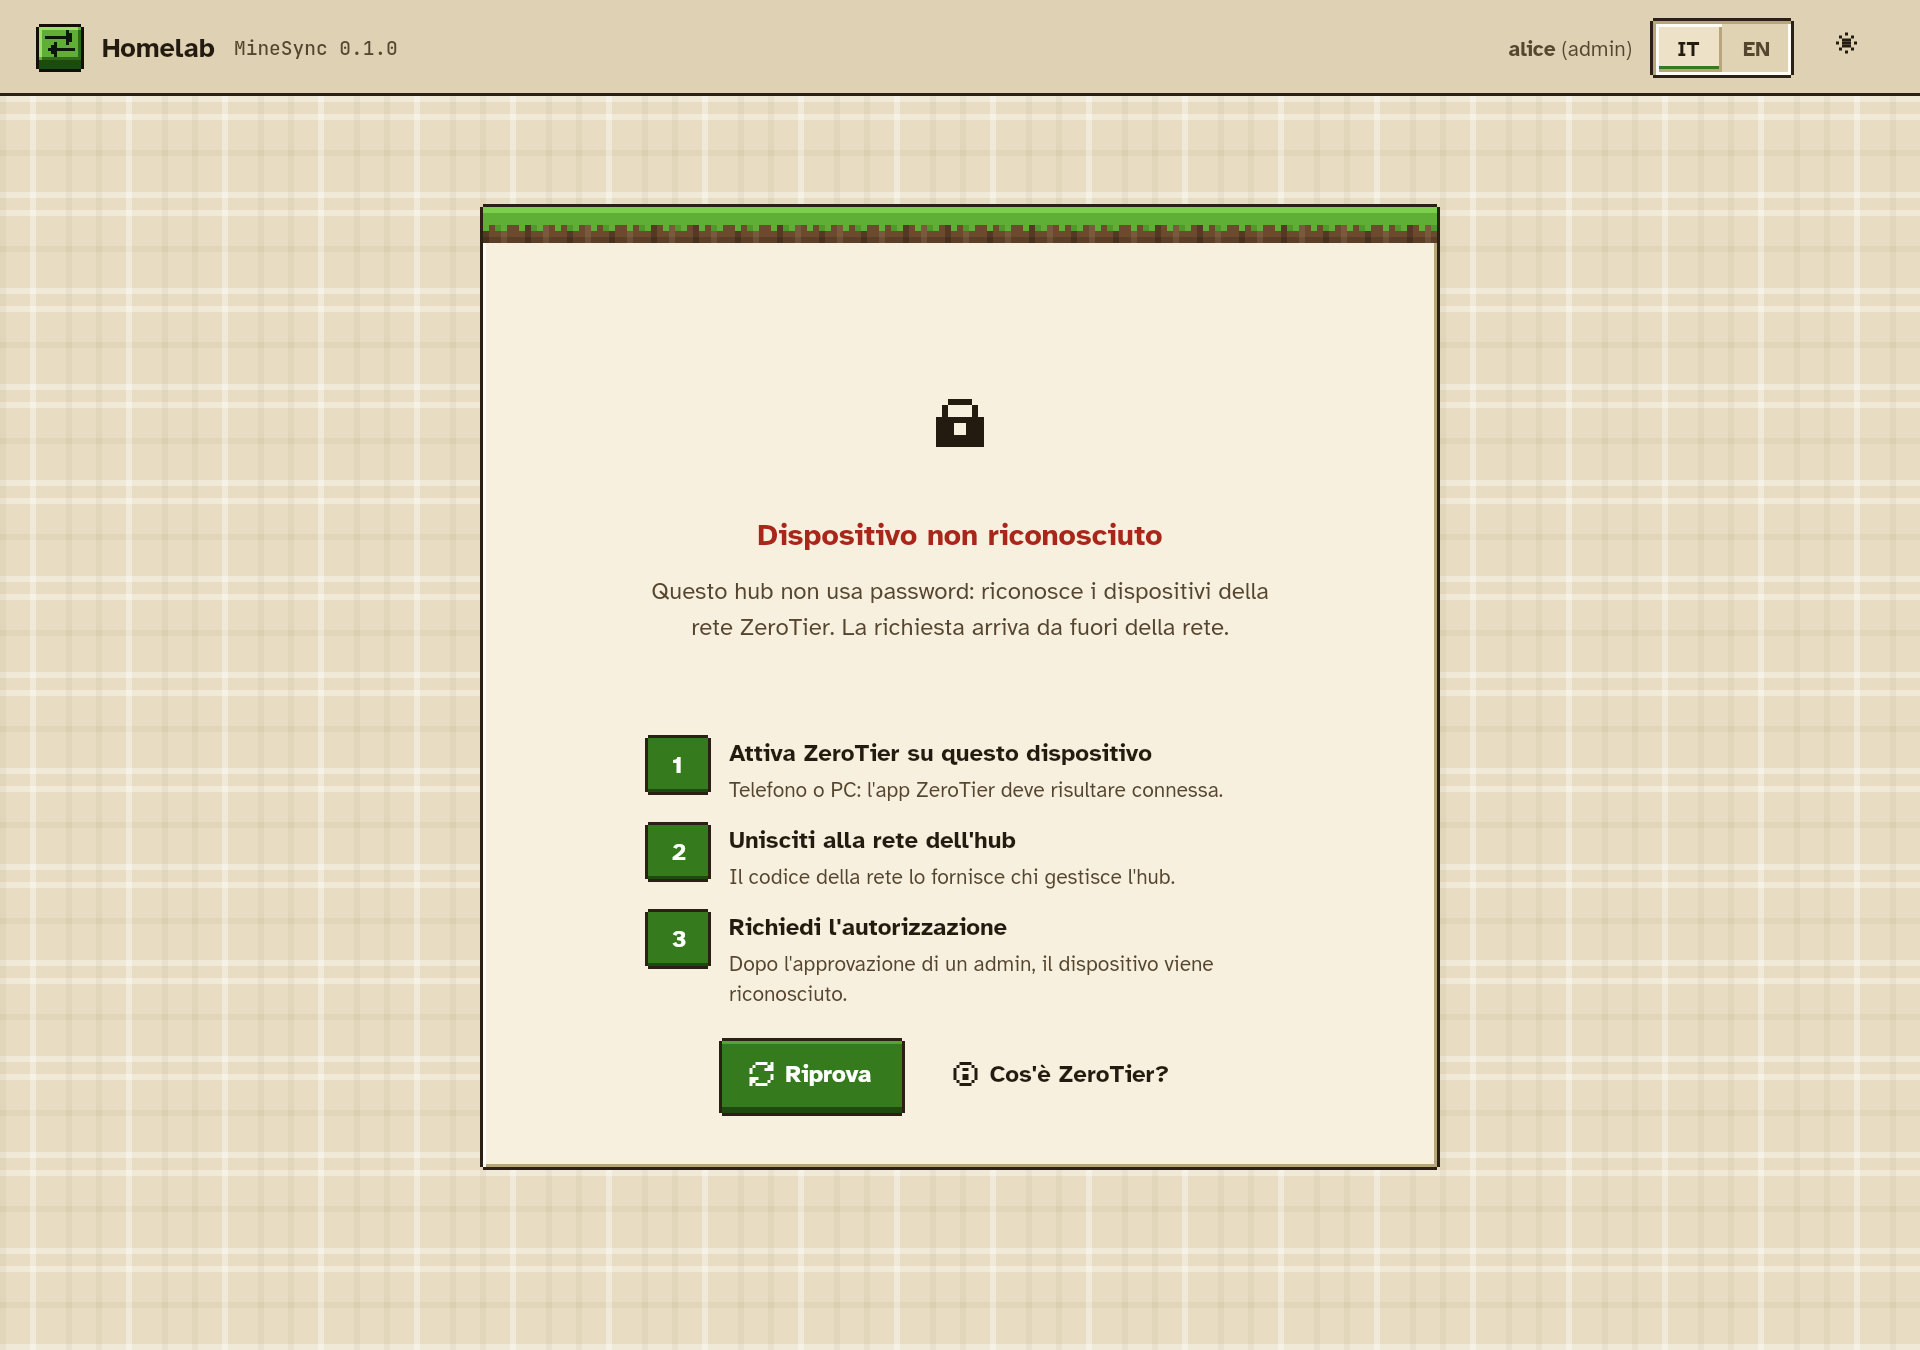 Homelab MineSync 0.1.0
alice (admin) IT EN
Dispositivo non riconosciuto
Questo hub non usa password: riconosce i dispositivi della
rete ZeroTier. La richiesta arriva da fuori della rete.
1 Attiva ZeroTier su questo dispositivo
Telefono o PC: l'app ZeroTier deve risultare connessa.
2 Unisciti alla rete dell'hub
Il codice della rete lo fornisce chi gestisce l'hub.
3 Richiedi l'autorizzazione
Dopo l'approvazione di un admin, il dispositivo viene
riconosciuto.
Riprova Cos'è ZeroTier?